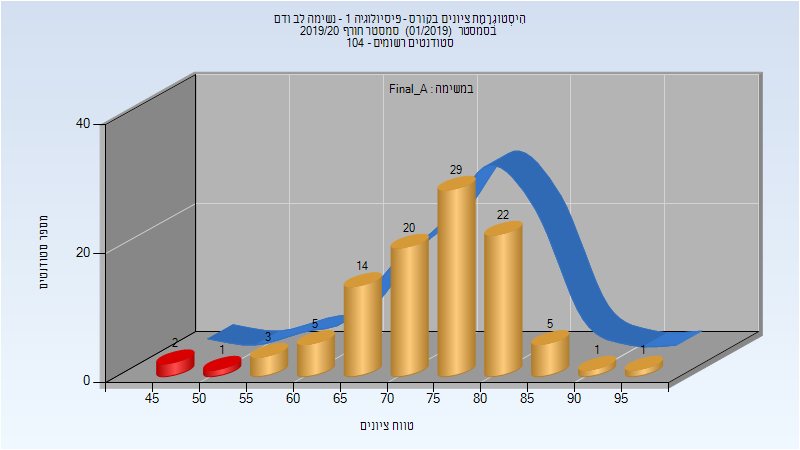 היסטוגרמת ציונים בקורס - פיסיולוגיה 1 - נשימה לב ודם
בסמסטר (01/2019) סמסטר חורף 2019/20
סטודנטים רשומים - 104
במשימה : Final_A
מספר סטודנטים
40
20
0
2
1
3
5
14
20
29
22
5
1
1
45 50 55 60 65 70 75 80 85 90 95
טווח ציונים